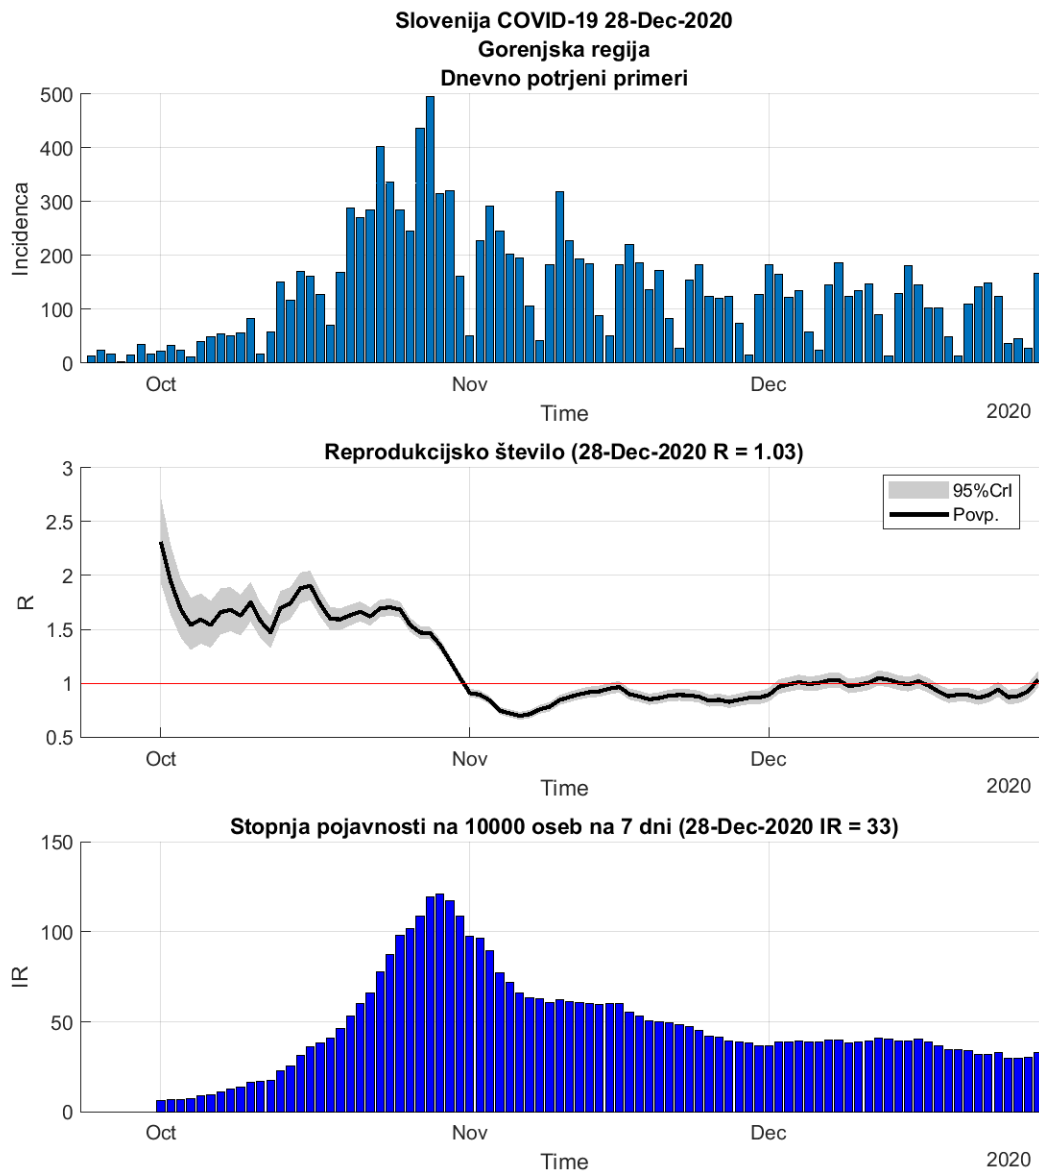 Slovenija COVID-19 28-Dec-2020
Gorenjska regija
Dnevno potrjeni primeri
500
400
300
200
100
0
Incidenca
Oct
Nov
Dec
Time
2020
Reprodukcijsko število (28-Dec-2020 R = 1.03)
3
2.5
2
1.5
1
0.5
R
95%CrI
Povp.
Oct
Nov
Dec
Time
2020
Stopnja pojavnosti na 10000 oseb na 7 dni (28-Dec-2020 IR = 33)
150
100
50
0
IR
Oct
Nov
Dec
Time
2020